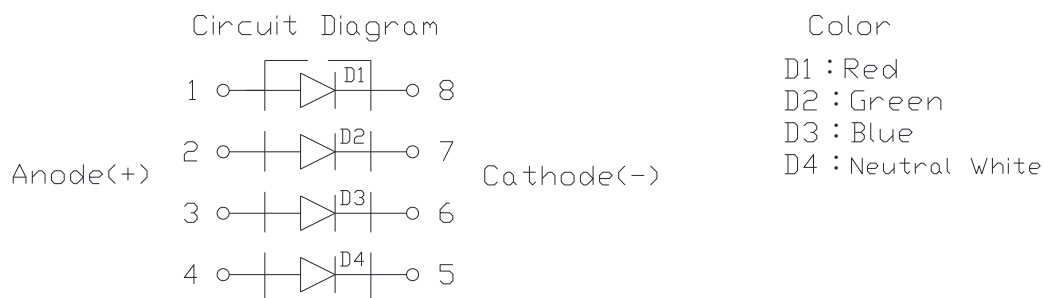 Circuit Diagram
Color
1 D1 8
2 D2 7
3 D3 6
4 D4 5
Anode(+)
Cathode(-)
D1:Red
D2:Green
D3:Blue
D4:Neutral White